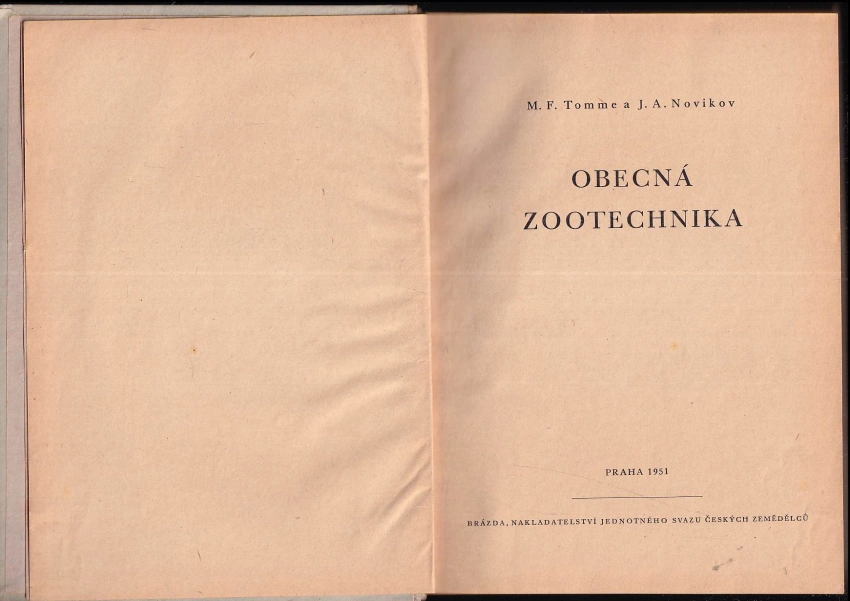 M. F. Tomme a J. A. Novikov
OBECNÁ
ZOOTECHNIKA
PRAHA 1951
BRÁZDA, NAKLADATELSTVÍ JEDNOTNÉHO SVAZU ČESKÝCH ZEMĚDĚLCŮ